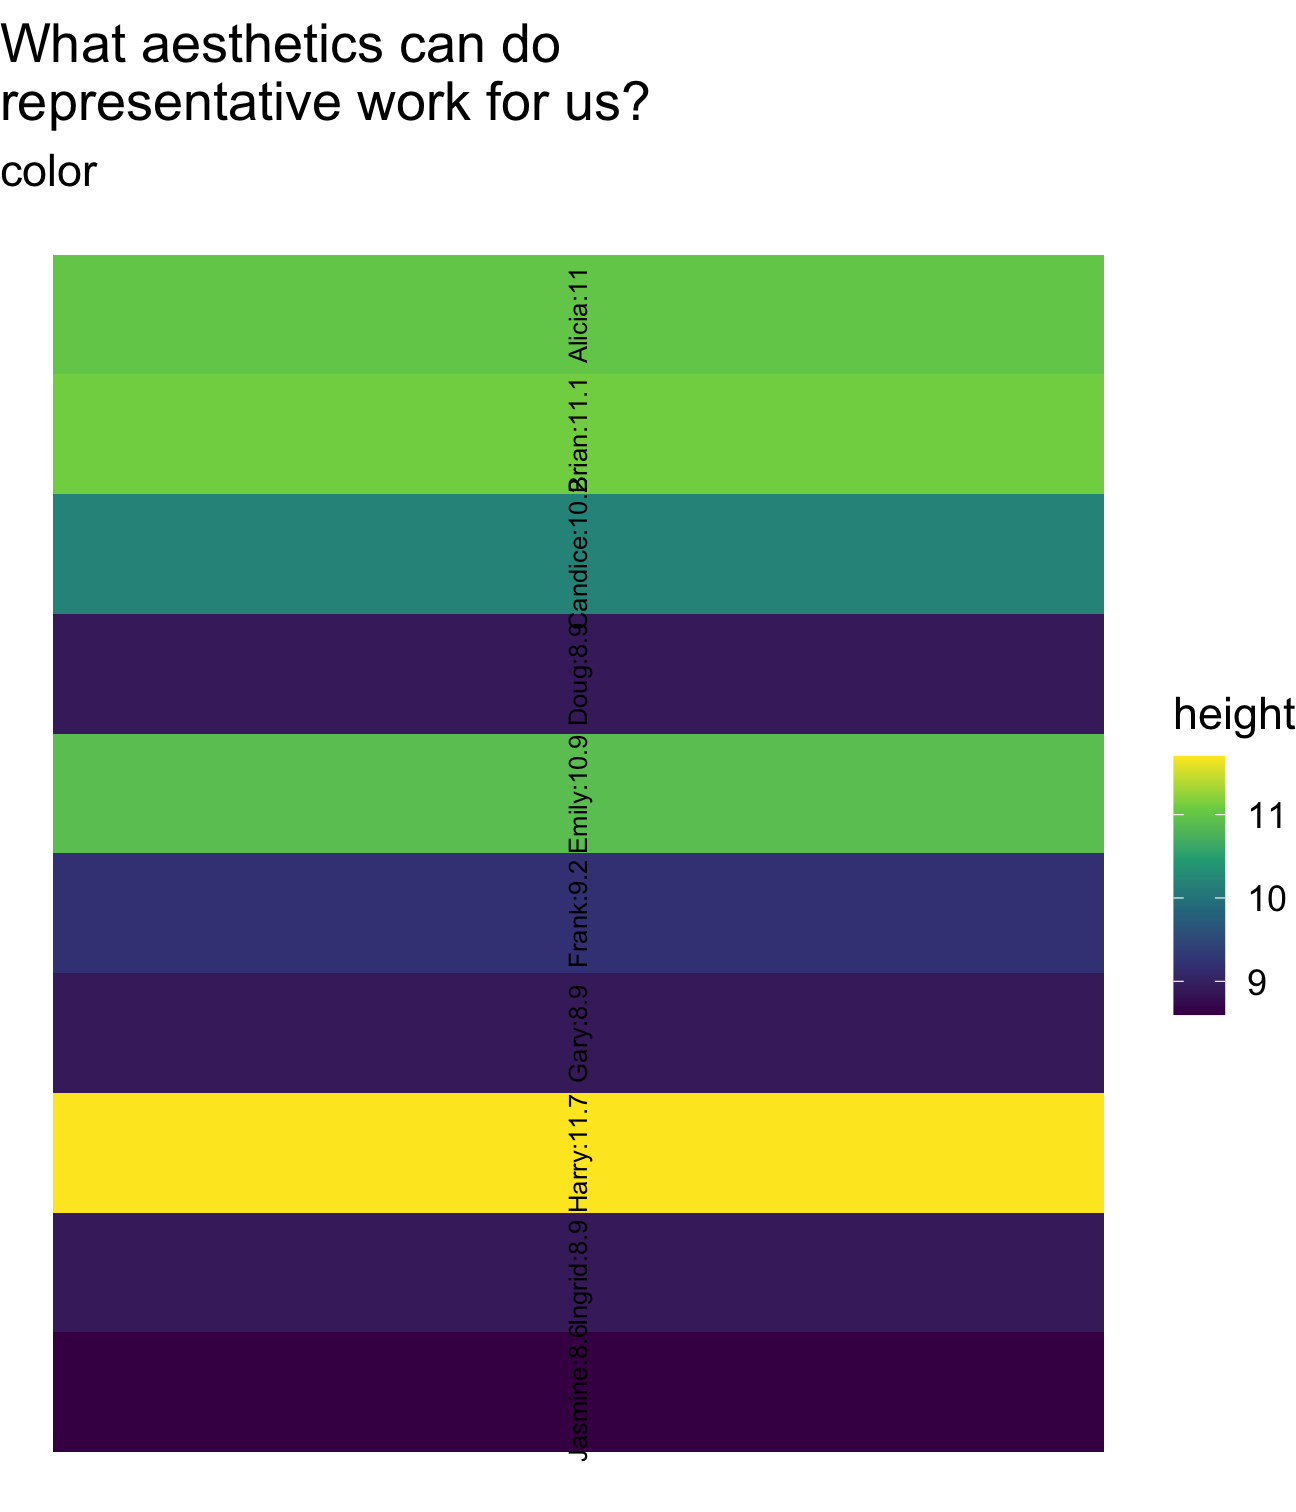 What aesthetics can do
representative work for us?
color
Alicia:11
Brian:11.1
Candice:10.2
Doug:8.9
Emily:10.9
Frank:9.2
Gary:8.9
Harry:11.7
Ingrid:8.9
Jasmine:8.6
height
11
10
9